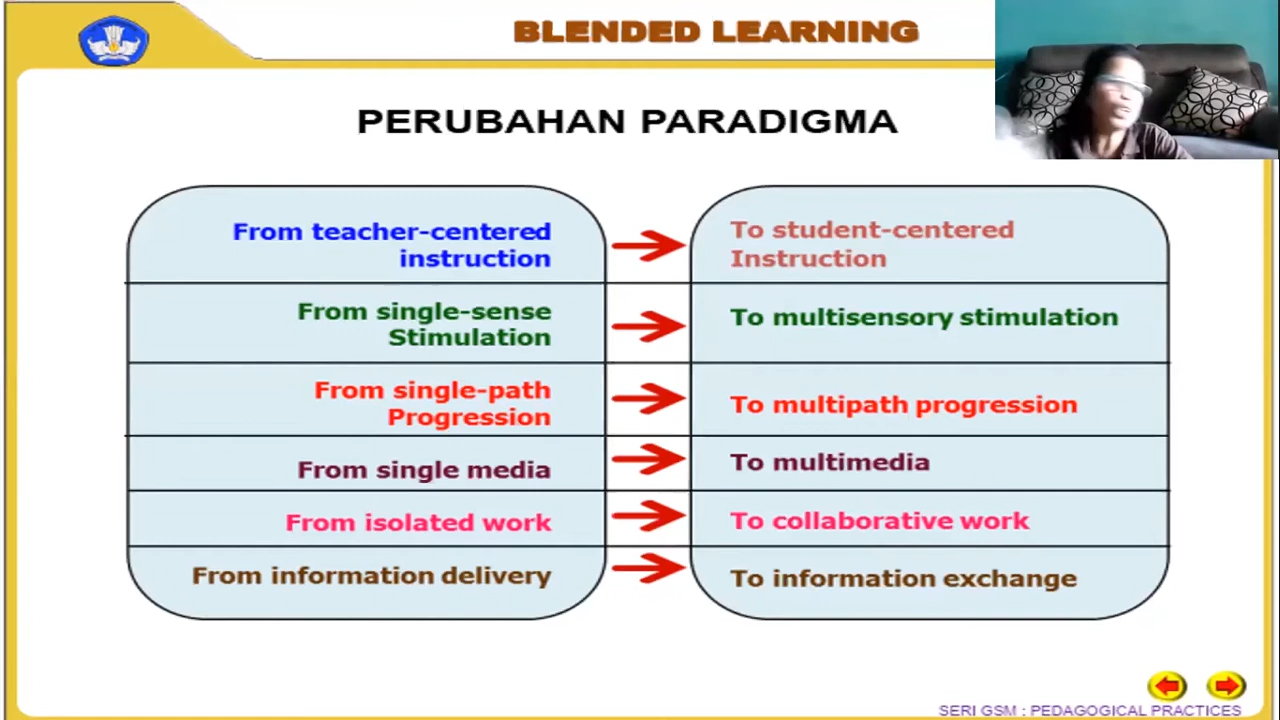 BLENDED LEARNING
PERUBAHAN PARADIGMA
From teacher-centered
instruction
To student-centered
Instruction
From single-sense
Stimulation
To multisensory stimulation
From single-path
Progression
To multipath progression
From single media
To multimedia
From isolated work
To collaborative work
From information delivery
To information exchange
SERI GSM : PEDAGOGICAL PRACTICES